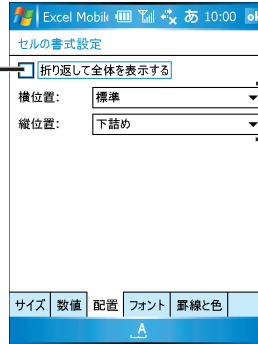 Excel Mobile あ 10:00 ok
セルの書式設定
折り返して全体を表示する
横位置: 標準
縦位置: 下詰め
サイズ 数値 配置 フォント 罫線と色
A